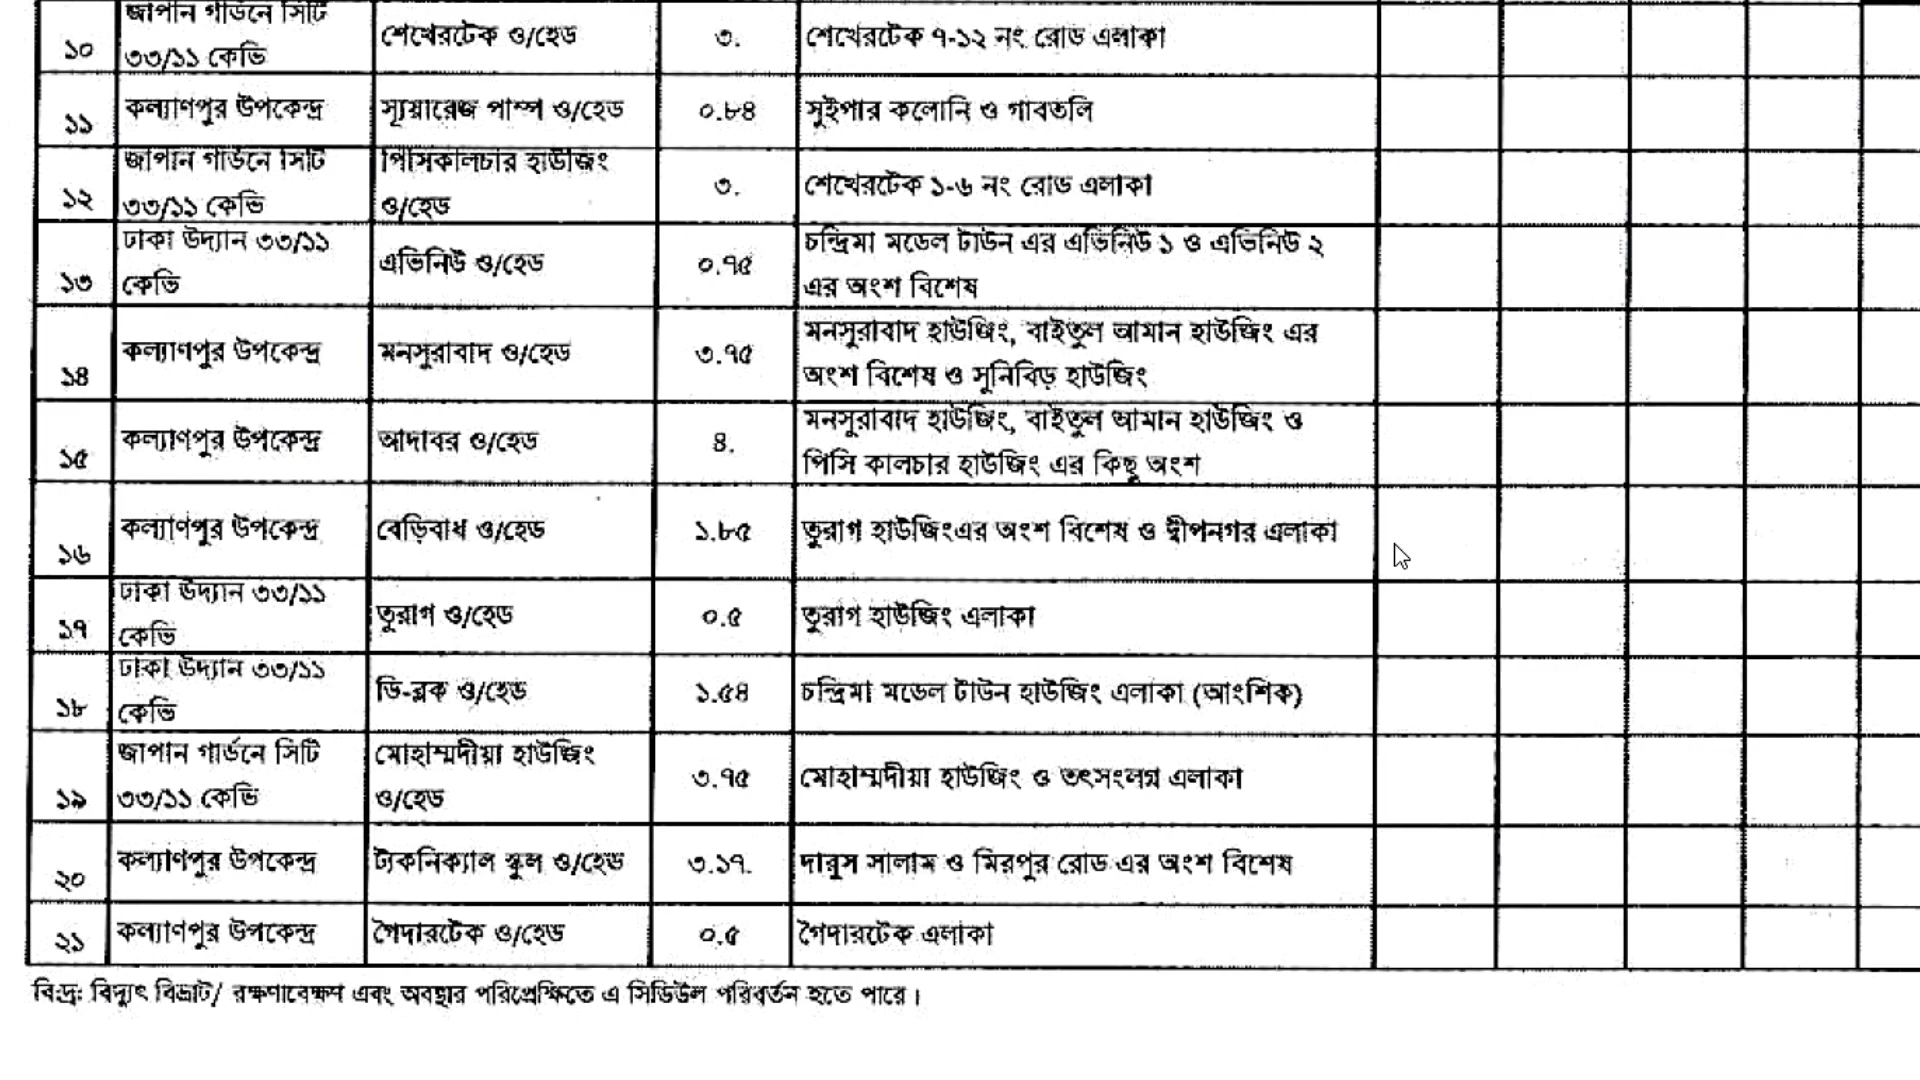 জাপান গার্ডনে সিটি
১০ ৩৩/১১ কেভি শেখেরটেক ও/হেড ৩. শেখেরটেক ৭-১২ নং রোড এলাকা
১১ কল্যাণপুর উপকেন্দ্র স্যূয়ারেজ পাম্প ও/হেড ০.৮৪ সুইপার কলোনি ও গাবতলি
জাপান গার্ডনে সিটি পিসিকালচার হাউজিং
১২ ৩৩/১১ কেভি ও/হেড ৩. শেখেরটেক ১-৬ নং রোড এলাকা
ঢাকা উদ্যান ৩৩/১১ চন্দ্রিমা মডেল টাউন এর এভিনিউ ১ ও এভিনিউ ২
১৩ কেভি এভিনিউ ও/হেড ০.৭৫ এর অংশ বিশেষ
মনসুরাবাদ হাউজিং, বাইতুল আমান হাউজিং এর
১৪ কল্যাণপুর উপকেন্দ্র মনসুরাবাদ ও/হেড ৩.৭৫ অংশ বিশেষ ও সুনিবিড় হাউজিং
মনসুরাবাদ হাউজিং, বাইতুল আমান হাউজিং ও
১৫ কল্যাণপুর উপকেন্দ্র আদাবর ও/হেড ৪. পিসি কালচার হাউজিং এর কিছু অংশ
১৬ কল্যাণপুর উপকেন্দ্র বেড়িবাধ ও/হেড ১.৮৫ তুরাগ হাউজিংএর অংশ বিশেষ ও দ্বীপনগর এলাকা
ঢাকা উদ্যান ৩৩/১১
১৭ কেভি তুরাগ ও/হেড ০.৫ তুরাগ হাউজিং এলাকা
ঢাকা উদ্যান ৩৩/১১
১৮ কেভি ডি-ব্লক ও/হেড ১.৫৪ চন্দ্রিমা মডেল টাউন হাউজিং এলাকা (আংশিক)
জাপান গার্ডনে সিটি মোহাম্মদীয়া হাউজিং
১৯ ৩৩/১১ কেভি ও/হেড ৩.৭৫ মোহাম্মদীয়া হাউজিং ও তৎসংলগ্ন এলাকা
২০ কল্যাণপুর উপকেন্দ্র ট্যকনিক্যাল স্কুল ও/হেড ৩.১৭. দারুস সালাম ও মিরপুর রোড এর অংশ বিশেষ
২১ কল্যাণপুর উপকেন্দ্র গৈদারটেক ও/হেড ০.৫ গৈদারটেক এলাকা
বি:দ্র: বিদ্যুৎ বিভ্রাট/ রক্ষণাবেক্ষণ এবং অবস্থার পরিপ্রেক্ষিতে এ সিডিউল পরিবর্তন হতে পারে।